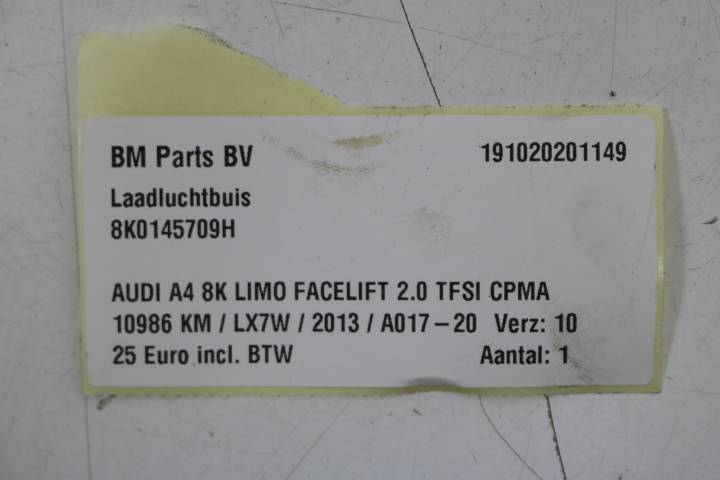 BM Parts BV 191020201149
Laadluchtbuis
8K0145709H
AUDI A4 8K LIMO FACELIFT 2.0 TFSI CPMA
10986 KM / LX7W / 2013 / A017-20 Verz: 10
25 Euro incl. BTW Aantal: 1